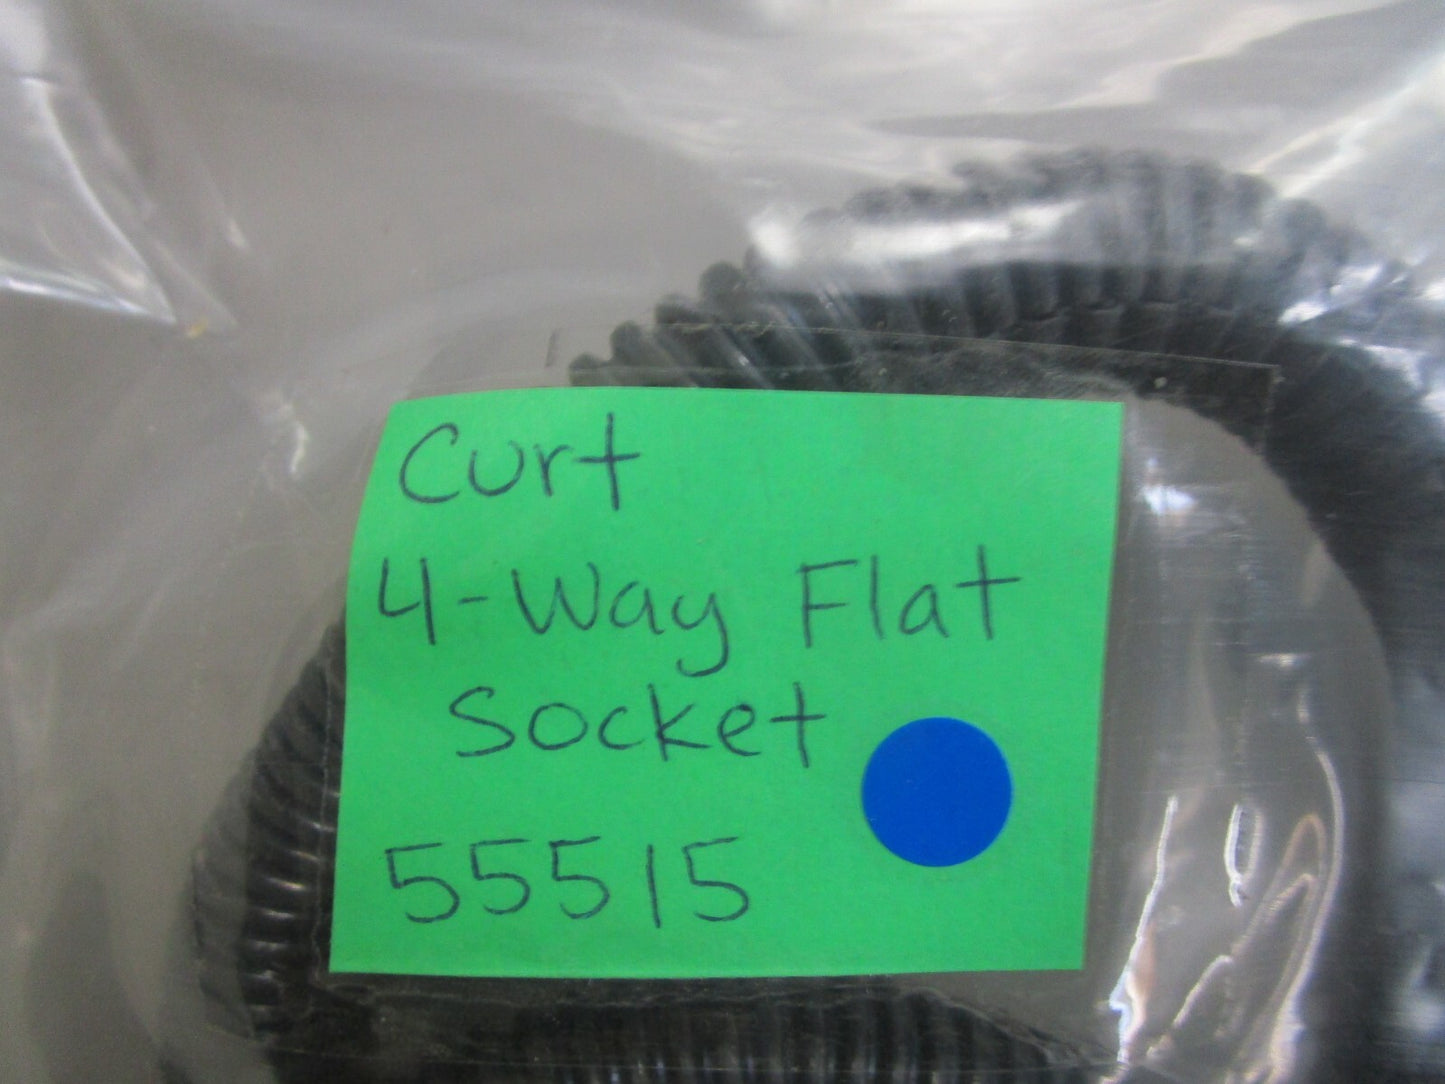 Curt
4-Way Flat
Socket
55515